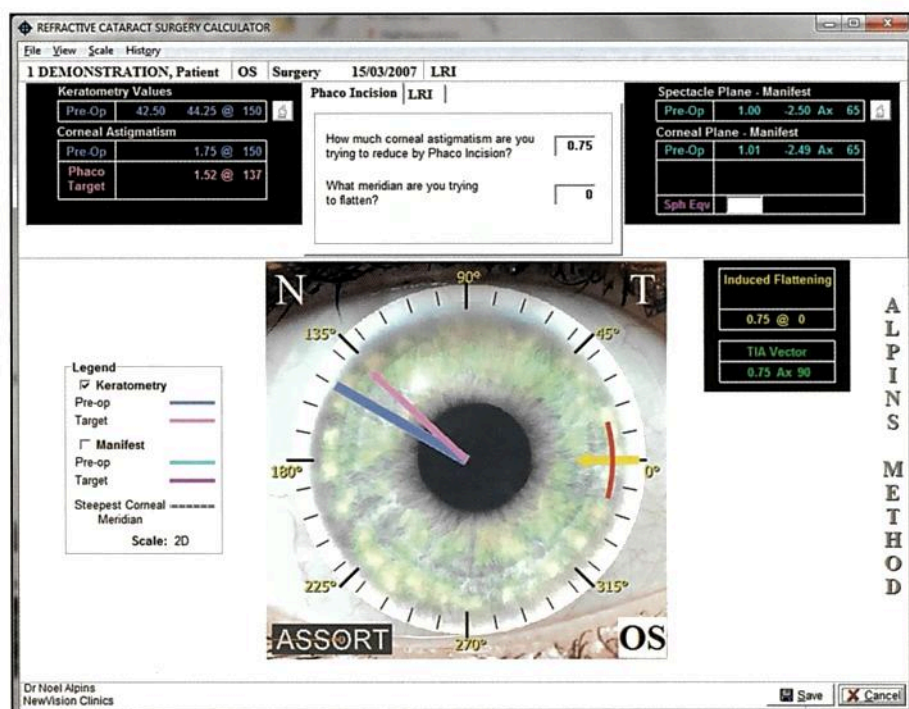 REFRACTIVE CATARACT SURGERY CALCULATOR
File View Scale History
1 DEMONSTRATION, Patient OS Surgery 15/03/2007 LRI
Keratometry Values
Pre-Op 42.50 44.25 @ 150
Corneal Astigmatism
Pre-Op 1.75 @ 150
Phaco Target 1.52 @ 137
Phaco Incision LRI
How much corneal astigmatism are you
trying to reduce by Phaco Incision? 0.75
What meridian are you trying
to flatten? 0
Spectacle Plane - Manifest
Pre-Op 1.00 -2.50 Ax 65
Corneal Plane - Manifest
Pre-Op 1.01 -2.49 Ax 65
Sph Eqv
Legend
Keratometry
Pre-op
Target
Manifest
Pre-op
Target
Steepest Corneal
Meridian
Scale: 2D
N T
90°
135° 45°
180° 0°
225° 315°
270°
ASSORT OS
Induced Flattening
0.75 @ 0
TIA Vector
0.75 Ax 90
ALPINS METHOD
Dr Noel Alpins
NewVision Clinics
Save Cancel